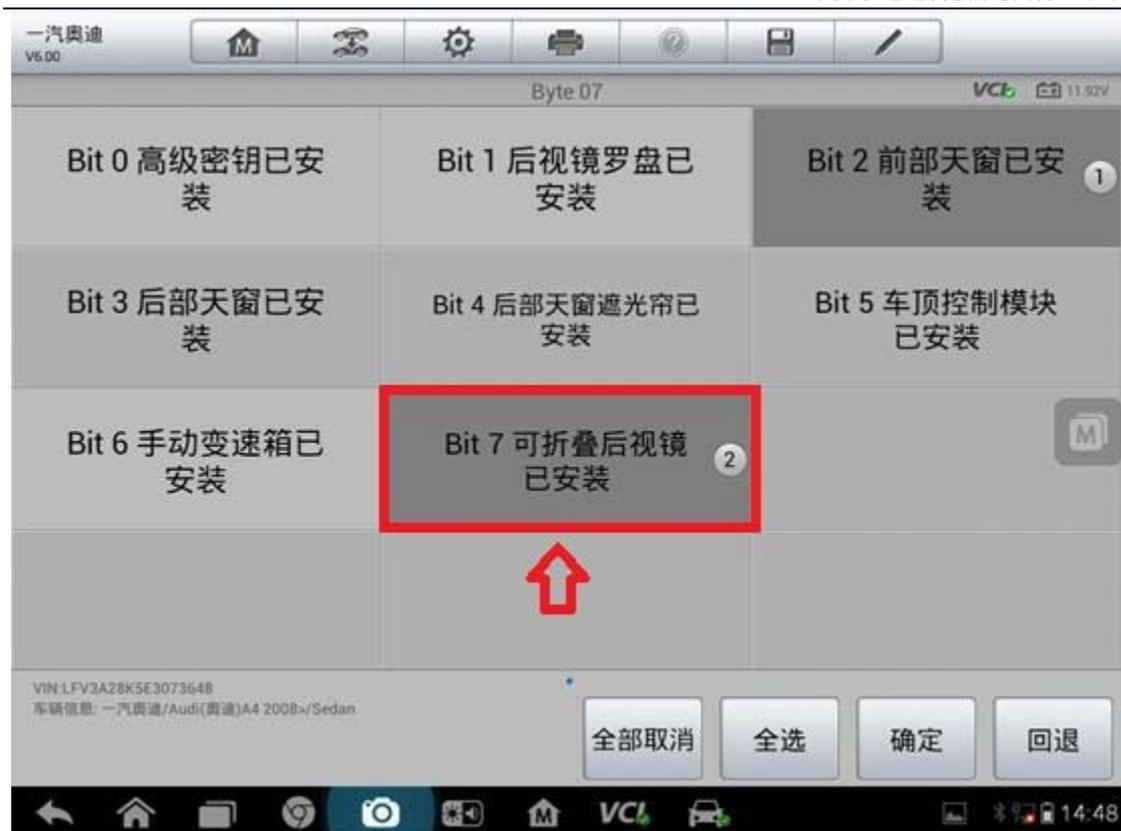 一汽奥迪
V6.00
Byte 07
VCI
11.92V
Bit 0 高级密钥已安
装
Bit 1 后视镜罗盘已
安装
Bit 2 前部天窗已安
装
1
Bit 3 后部天窗已安
装
Bit 4 后部天窗遮光帘已
安装
Bit 5 车顶控制模块
已安装
Bit 6 手动变速箱已
安装
Bit 7 可折叠后视镜
已安装
2
M
VIN:LFV3A28K5E3073648
车辆信息: 一汽奥迪/Audi(奥迪)A4 2008>/Sedan
全部取消
全选
确定
回退
VCI
14:48